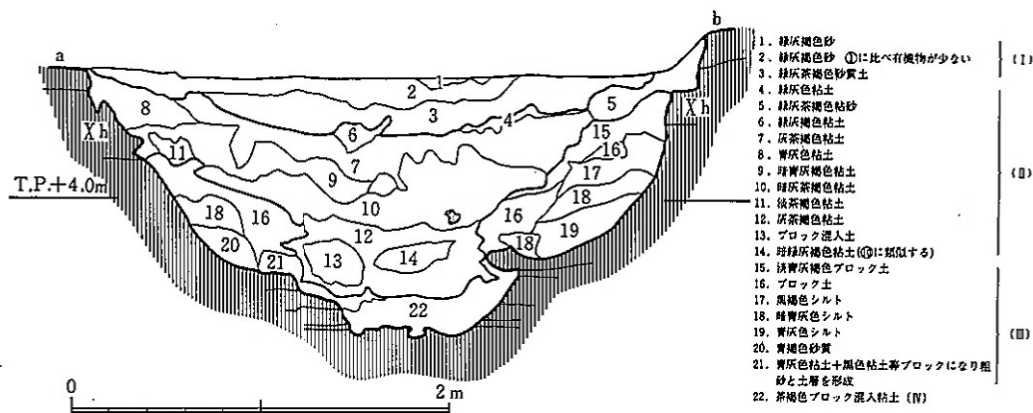 a
b
1
2
3
4
5
6
7
8
Xh
Xh
9
10
11
12
13
14
15
16
16
16
17
18
18
18
19
20
21
22
T.P.+4.0m
0
2 m
1. 緑灰褐色砂
2. 緑灰褐色砂 ①に比べ有機物が少ない
3. 緑灰茶褐色砂質土
4. 緑灰色粘土
5. 緑灰茶褐色粘砂
6. 緑灰褐色粘土
7. 灰茶褐色粘土
8. 青灰色粘土
9. 暗青灰褐色粘土
10. 暗灰茶褐色粘土
11. 淡茶褐色粘土
12. 灰茶褐色粘土
13. ブロック混入土
14. 暗緑灰褐色粘土(⑩に類似する)
15. 淡青灰褐色ブロック土
16. ブロック土
17. 黒褐色シルト
18. 暗青灰色シルト
19. 青灰色シルト
20. 青褐色砂質
21. 青灰色粘土+黒色粘土等ブロックになり粗
砂と土層を形成
22. 茶褐色ブロック混入粘土 (Ⅳ)
(Ⅰ)
(Ⅱ)
(Ⅲ)